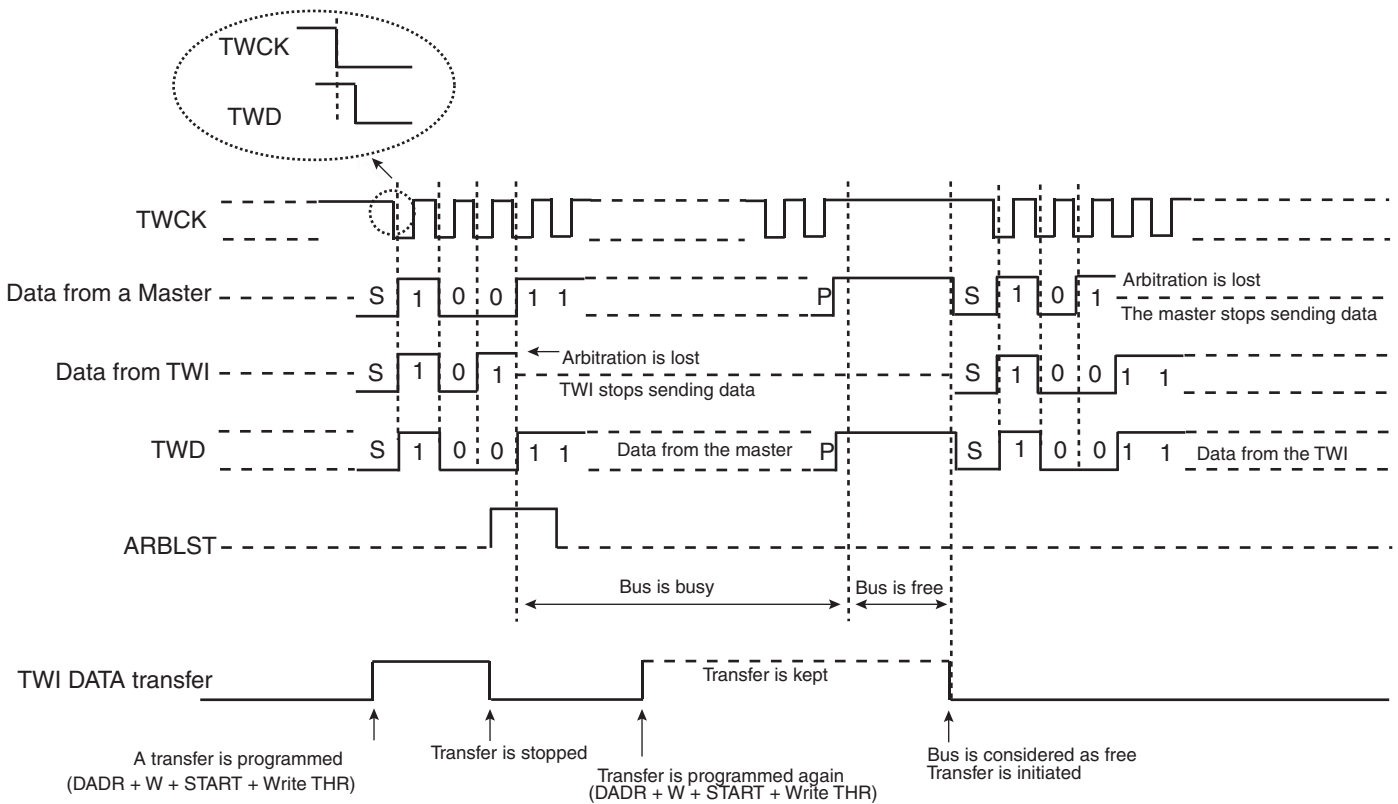 TWCK
TWD
TWCK
Data from a Master
S 1 0 0 1 1
P
S 1 0 1
Arbitration is lost
The master stops sending data
Data from TWI
S 1 0 1
Arbitration is lost
TWI stops sending data
S 1 0 0 1 1
TWD
S 1 0 0 1 1
Data from the master
P
S 1 0 0 1 1
Data from the TWI
ARBLST
Bus is busy
Bus is free
TWI DATA transfer
Transfer is kept
A transfer is programmed
(DADR + W + START + Write THR)
Transfer is stopped
Transfer is programmed again
(DADR + W + START + Write THR)
Bus is considered as free
Transfer is initiated